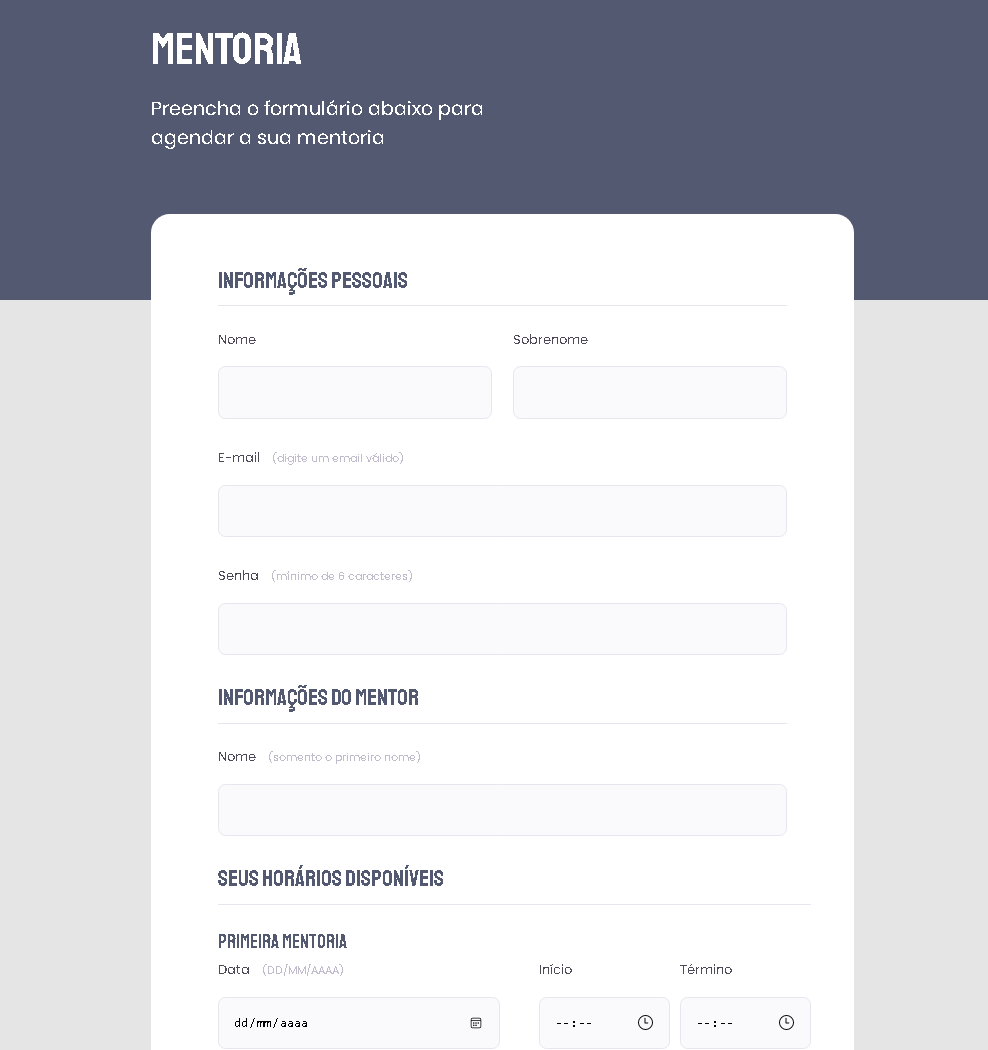 MENTORIA
Preencha o formulário abaixo para
agendar a sua mentoria
INFORMAÇÕES PESSOAIS
Nome Sobrenome
E-mail (digite um email válido)
Senha (mínimo de 6 caracteres)
INFORMAÇÕES DO MENTOR
Nome (somento o primeiro nome)
SEUS HORÁRIOS DISPONÍVEIS
PRIMEIRA MENTORIA
Data (DD/MM/AAAA) Início Término
dd/mm/aaaa --:-- --:--